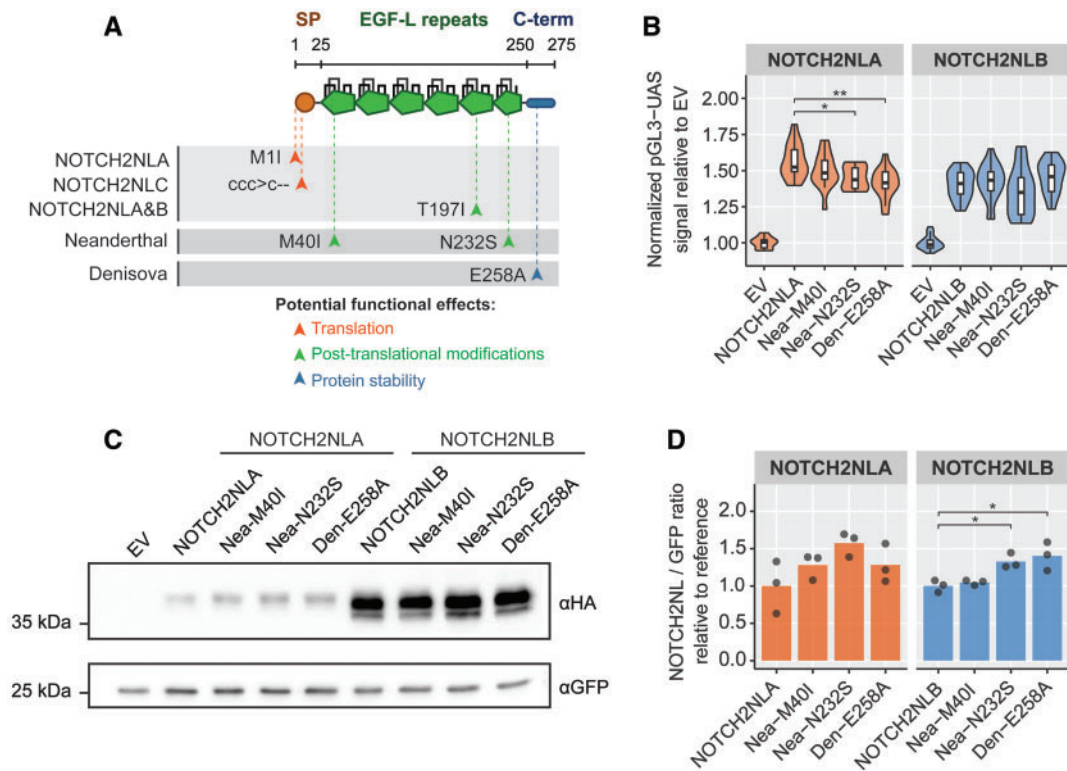 A
SP EGF-L repeats C-term
1 25 250 275
NOTCH2NLA M1I
NOTCH2NLC ccc>c--
NOTCH2NLA&B T197I
Neanderthal M40I N232S
Denisova E258A
Potential functional effects:
Translation
Post-translational modifications
Protein stability
B
NOTCH2NLA NOTCH2NLB
Normalized pGL3-UAS
signal relative to EV
2.00
1.75
1.50
1.25
1.00
**
*
EV
NOTCH2NLA
Nea-M40I
Nea-N232S
Den-E258A
EV
NOTCH2NLB
Nea-M40I
Nea-N232S
Den-E258A
C
NOTCH2NLA NOTCH2NLB
EV
NOTCH2NLA
Nea-M40I
Nea-N232S
Den-E258A
NOTCH2NLB
Nea-M40I
Nea-N232S
Den-E258A
35 kDa αHA
25 kDa αGFP
D
NOTCH2NLA NOTCH2NLB
NOTCH2NL / GFP ratio
relative to reference
2.0
1.5
1.0
0.5
0.0
*
*
NOTCH2NLA
Nea-M40I
Nea-N232S
Den-E258A
NOTCH2NLB
Nea-M40I
Nea-N232S
Den-E258A